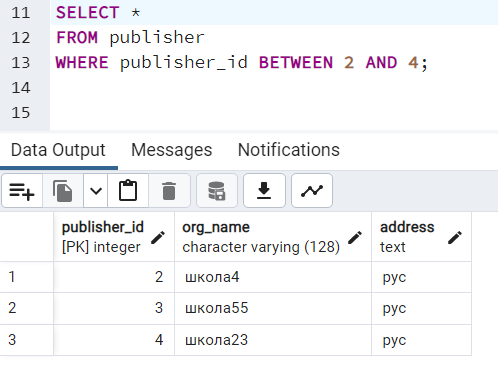 11 SELECT *
12 FROM publisher
13 WHERE publisher_id BETWEEN 2 AND 4;
14
15
Data Output Messages Notifications
publisher_id org_name address
[PK] integer character varying (128) text
1 2 школа4 рус
2 3 школа55 рус
3 4 школа23 рус